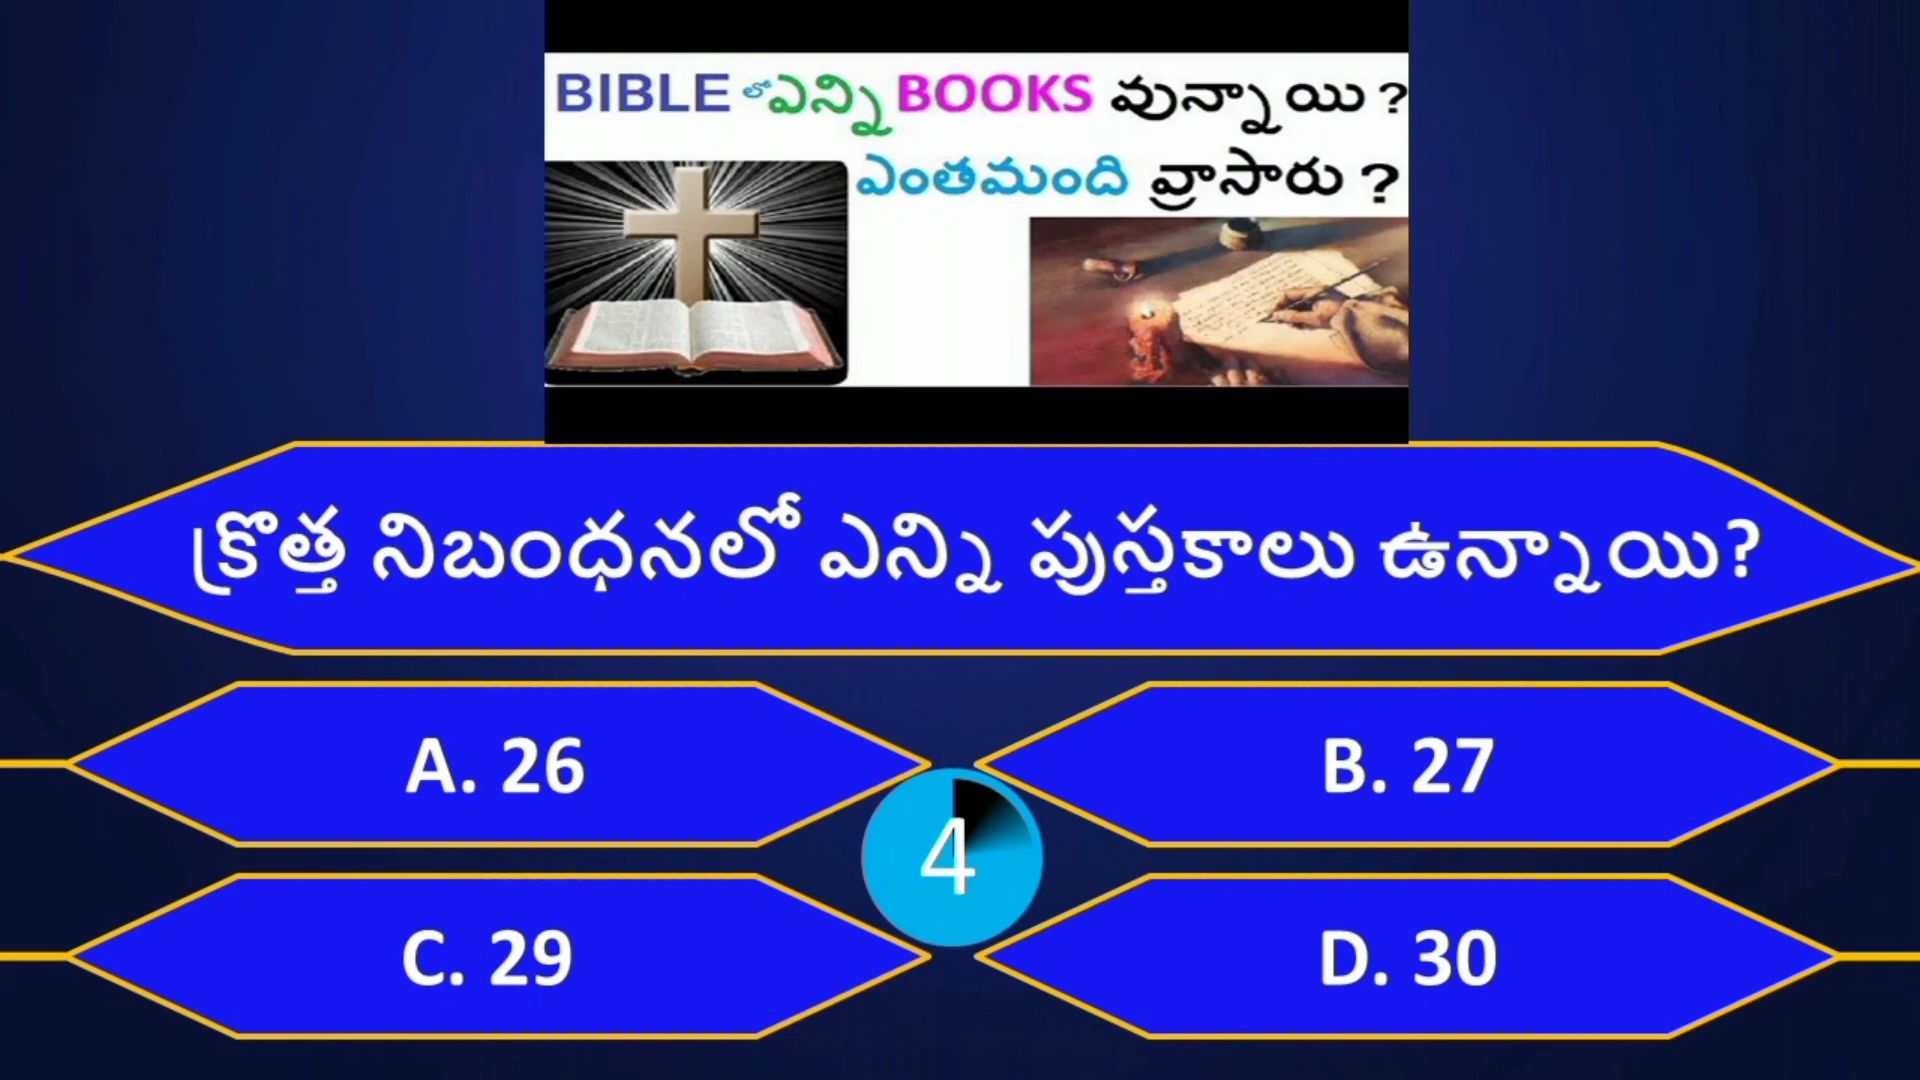 BIBLE లో ఎన్ని BOOKS వున్నాయి ?
ఎంతమంది వ్రాసారు ?
క్రొత్త నిబంధనలో ఎన్ని పుస్తకాలు ఉన్నాయి?
A. 26
B. 27
4
C. 29
D. 30